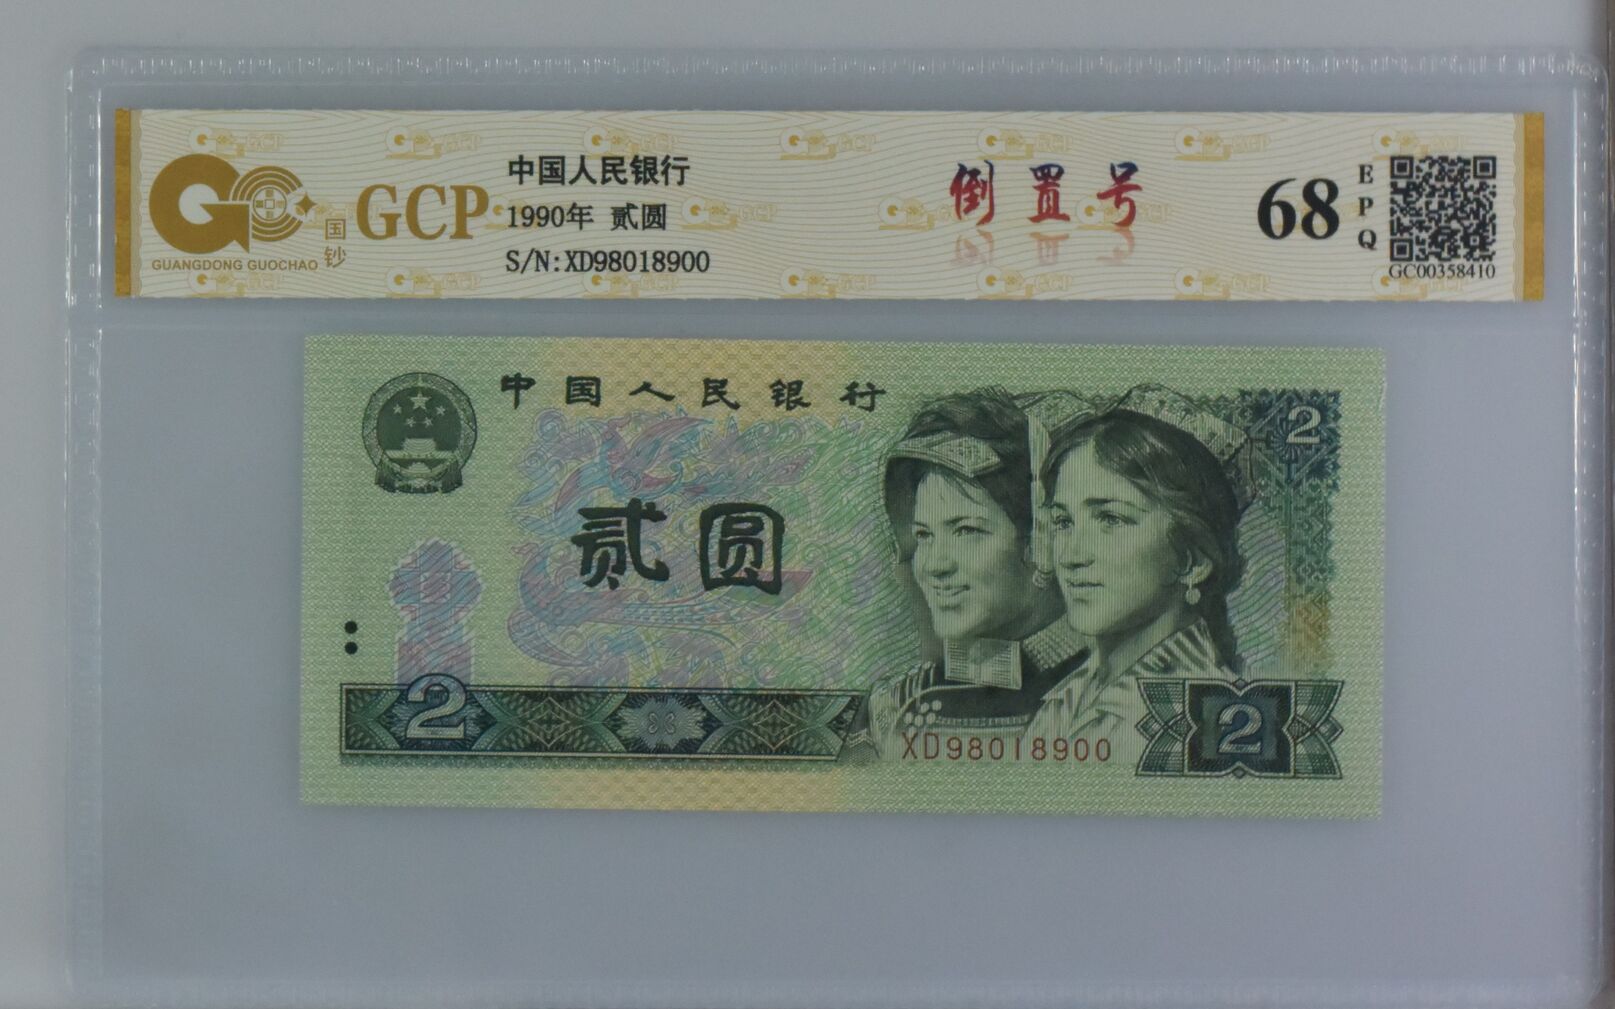 GUANGDONG GUOCHAO
国钞
GCP
中国人民银行
1990年 贰圆
S/N:XD98018900
倒置号
68
EPQ
GC00358410
中国人民银行
2
贰圆
2
XD98018900
2